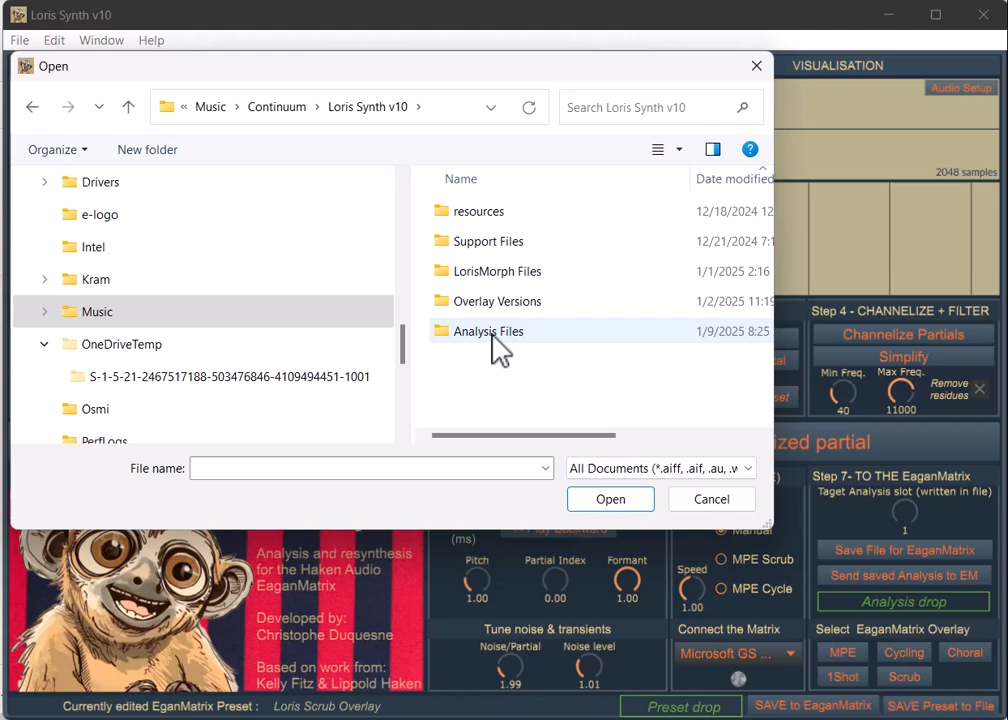 Loris Synth v10
File Edit Window Help
Open
VISUALISATION
« Music > Continuum > Loris Synth v10 >
Search Loris Synth v10
Audio Setup
Organize
New folder
?
2048 samples
Drivers
e-logo
Intel
Kram
Music
OneDriveTemp
S-1-5-21-2467517188-503476846-4109494451-1001
Osmi
PerfLogs
Name
Date modified
resources 12/18/2024 12
Support Files 12/21/2024 7:1
LorisMorph Files 1/1/2025 2:16
Overlay Versions 1/2/2025 11:19
Analysis Files 1/9/2025 8:25
File name:
All Documents (*.aiff, .aif, .au, .w
Open
Cancel
Step 4 - CHANNELIZE + FILTER
Channelize Partials
Simplify
Min Freq.
Max Freq.
Remove
residues
40
11000
ized partial
Step 7- TO THE EAGANMATRIX
Taget Analysis slot (written in file)
1
Save File for EaganMatrix
Send saved Analysis to EM
Analysis drop
Analysis and resynthesis
for the Haken Audio
EaganMatrix
Developed by:
Christophe Duquesne
Based on work from:
Kelly Fitz & Lippold Haken
(ms)
Pitch
Partial Index
Formant
1.00
0.00
1.00
Tune noise & transients
Noise/Partial
Noise level
1.99
1.01
Manual
MPE Scrub
MPE Cycle
Speed
1.00
Connect the Matrix
Microsoft GS ...
Select EaganMatrix Overlay
MPE
Cycling
Choral
1Shot
Scrub
Currently edited EganMatrix Preset : Loris Scrub Overlay
Preset drop
SAVE to EaganMatrix
SAVE Preset to File